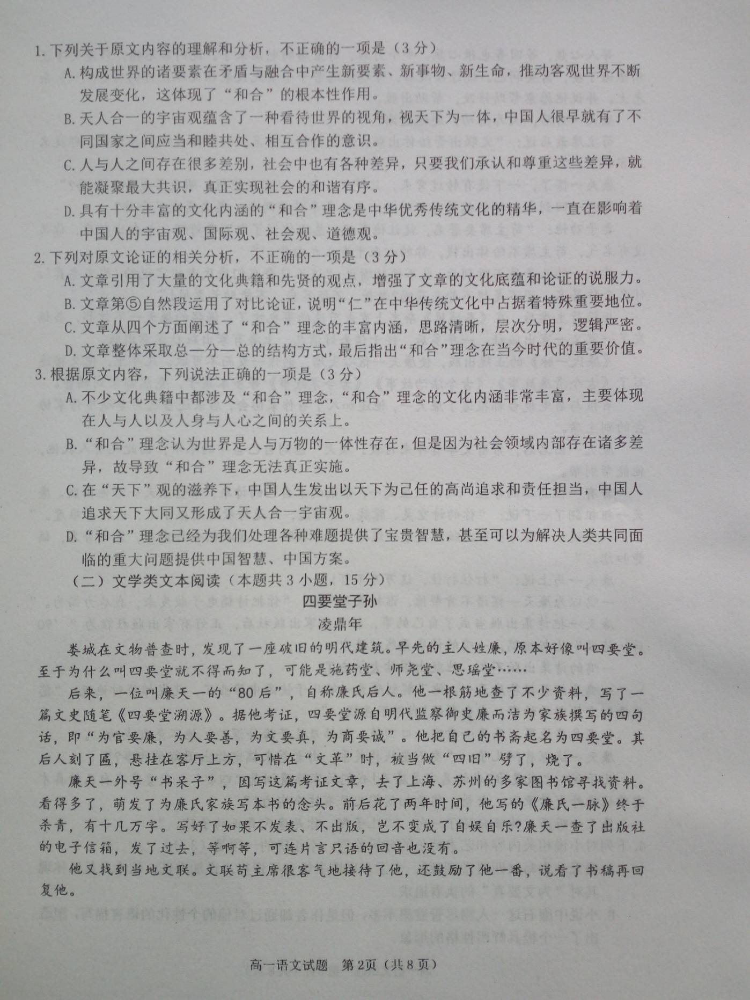 1. 下列关于原文内容的理解和分析，不正确的一项是（3 分）
A. 构成世界的诸要素在矛盾与融合中产生新要素、新事物、新生命，推动客观世界不断
发展变化，这体现了“和合”的根本性作用。
B. 天人合一的宇宙观蕴含了一种看待世界的视角，视天下为一体，中国人很早就有了不
同国家之间应当和睦共处、相互合作的意识。
C. 人与人之间存在很多差别，社会中也有各种差异，只要我们承认和尊重这些差异，就
能凝聚最大共识，真正实现社会的和谐有序。
D. 具有十分丰富的文化内涵的“和合”理念是中华优秀传统文化的精华，一直在影响着
中国人的宇宙观、国际观、社会观、道德观。
2. 下列对原文论证的相关分析，不正确的一项是（3 分）
A. 文章引用了大量的文化典籍和先贤的观点，增强了文章的文化底蕴和论证的说服力。
B. 文章第⑤自然段运用了对比论证，说明“仁”在中华传统文化中占据着特殊重要地位。
C. 文章从四个方面阐述了“和合”理念的丰富内涵，思路清晰，层次分明，逻辑严密。
D. 文章整体采取总—分—总的结构方式，最后指出“和合”理念在当今时代的重要价值。
3. 根据原文内容，下列说法正确的一项是（3 分）
A. 不少文化典籍中都涉及“和合”理念，“和合”理念的文化内涵非常丰富，主要体现
在人与人以及人身与人心之间的关系上。
B. “和合”理念认为世界是人与万物的一体性存在，但是因为社会领域内部存在诸多差
异，故导致“和合”理念无法真正实施。
C. 在“天下”观的滋养下，中国人生发出以天下为己任的高尚追求和责任担当，中国人
追求天下大同又形成了天人合一宇宙观。
D. “和合”理念已经为我们处理各种难题提供了宝贵智慧，甚至可以为解决人类共同面
临的重大问题提供中国智慧、中国方案。
（二）文学类文本阅读（本题共 3 小题，15 分）
四要堂子孙
凌鼎年
娄城在文物普查时，发现了一座破旧的明代建筑。早先的主人姓廉，原本好像叫四要堂。
至于为什么叫四要堂就不得而知了，可能是施药堂、师尧堂、思瑶堂……
后来，一位叫廉天一的“80 后”，自称廉氏后人。他一根筋地查了不少资料，写了一
篇文史随笔《四要堂溯源》。据他考证，四要堂源自明代监察御史廉而洁为家族撰写的四句
话，即“为官要廉，为人要善，为文要真，为商要诚”。他把自己的书斋起名为四要堂。其
后人刻了匾，悬挂在客厅上方，可惜在“文革”时，被当做“四旧”劈了，烧了。
廉天一外号“书呆子”，因写这篇考证文章，去了上海、苏州的多家图书馆寻找资料。
看得多了，萌发了为廉氏家族写本书的念头。前后花了两年时间，他写的《廉氏一脉》终于
杀青，有十几万字。写好了如果不发表、不出版，岂不变成了自娱自乐?廉天一查了出版社
的电子信箱，发了过去，等啊等，可连片言只语的回音也没有。
他又找到当地文联。文联苟主席很客气地接待了他，还鼓励了他一番，说看了书稿再回
复他。
高一语文试题 第 2页（共 8 页）